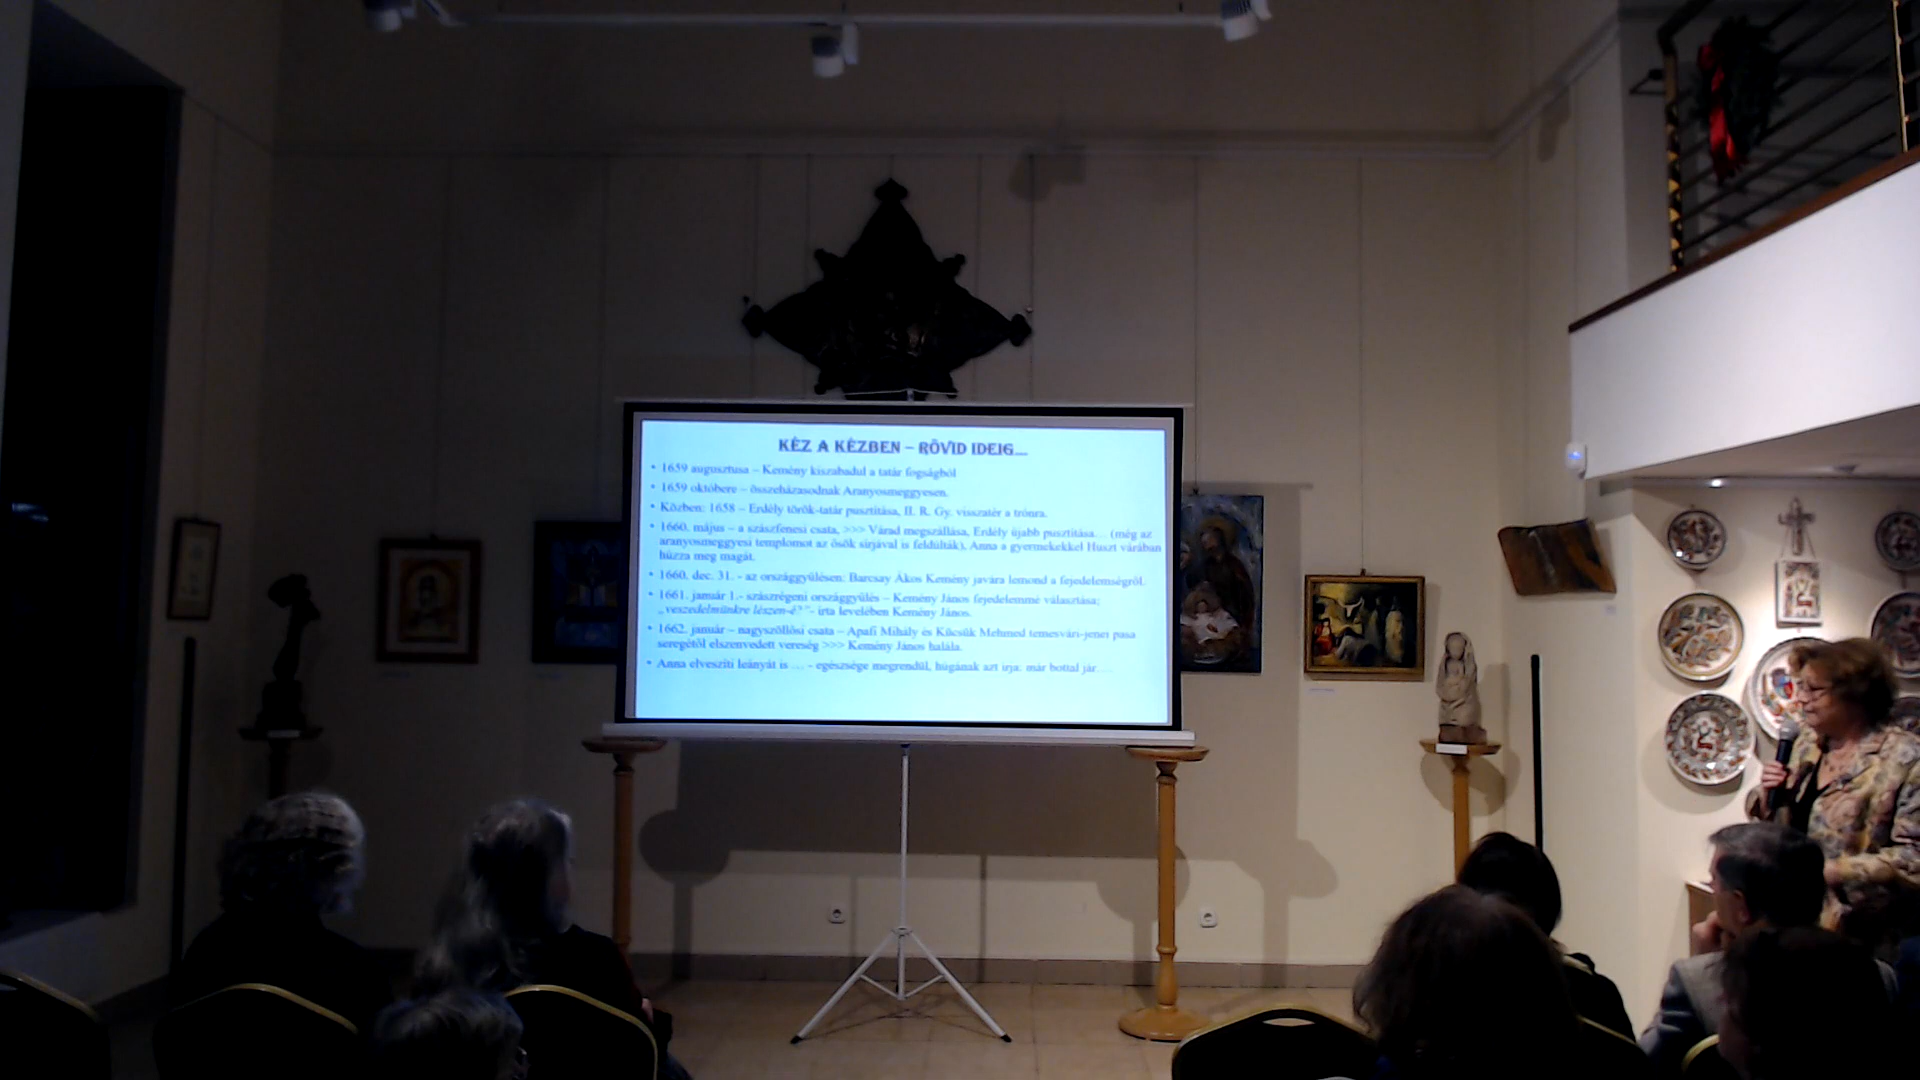 KÉZ A KÉZBEN – RÖVID IDEIG...
• 1659 augusztusa – Kemény kiszabadul a tatár fogságból
• 1659 októbere – összeházasodnak Aranyosmeggyesen.
• Közben: 1658 – Erdély török-tatár pusztítása, II. R. Gy. visszatér a trónra.
• 1660. május – a szászfenesi csata, >>> Várad megszállása, Erdély újabb pusztítása… (még az
aranyosmeggyesi templomot az ősök sírjával is feldúlták). Anna a gyermekekkel Huszt várában
húzza meg magát.
• 1660. dec. 31. - az országgyűlésen: Barcsay Ákos Kemény javára lemond a fejedelemségről.
• 1661. január 1.- szászrégeni országgyűlés – Kemény János fejedelemmé választása;
„veszedelmünkre lészen-é?”- írta levelében Kemény János.
• 1662. január – nagyszőllősi csata – Apafi Mihály és Kücsük Mehmed temesvári-jenei pasa
seregétől elszenvedett vereség >>> Kemény János halála.
• Anna elveszíti leányát is … - egészsége megrendül, húgának azt írja: már bottal jár…